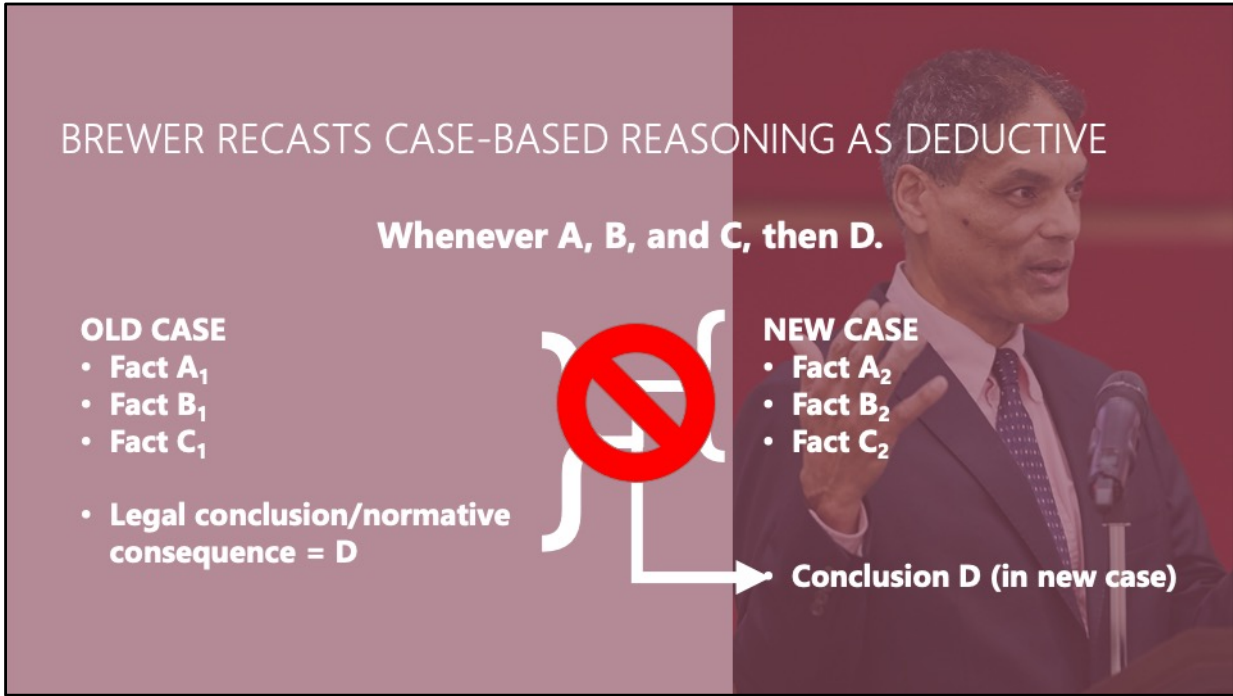 BREWER RECASTS CASE-BASED REASONING AS DEDUCTIVE
Whenever A, B, and C, then D.
OLD CASE
• Fact A₁
• Fact B₁
• Fact C₁
• Legal conclusion/normative
consequence = D
NEW CASE
• Fact A₂
• Fact B₂
• Fact C₂
• Conclusion D (in new case)